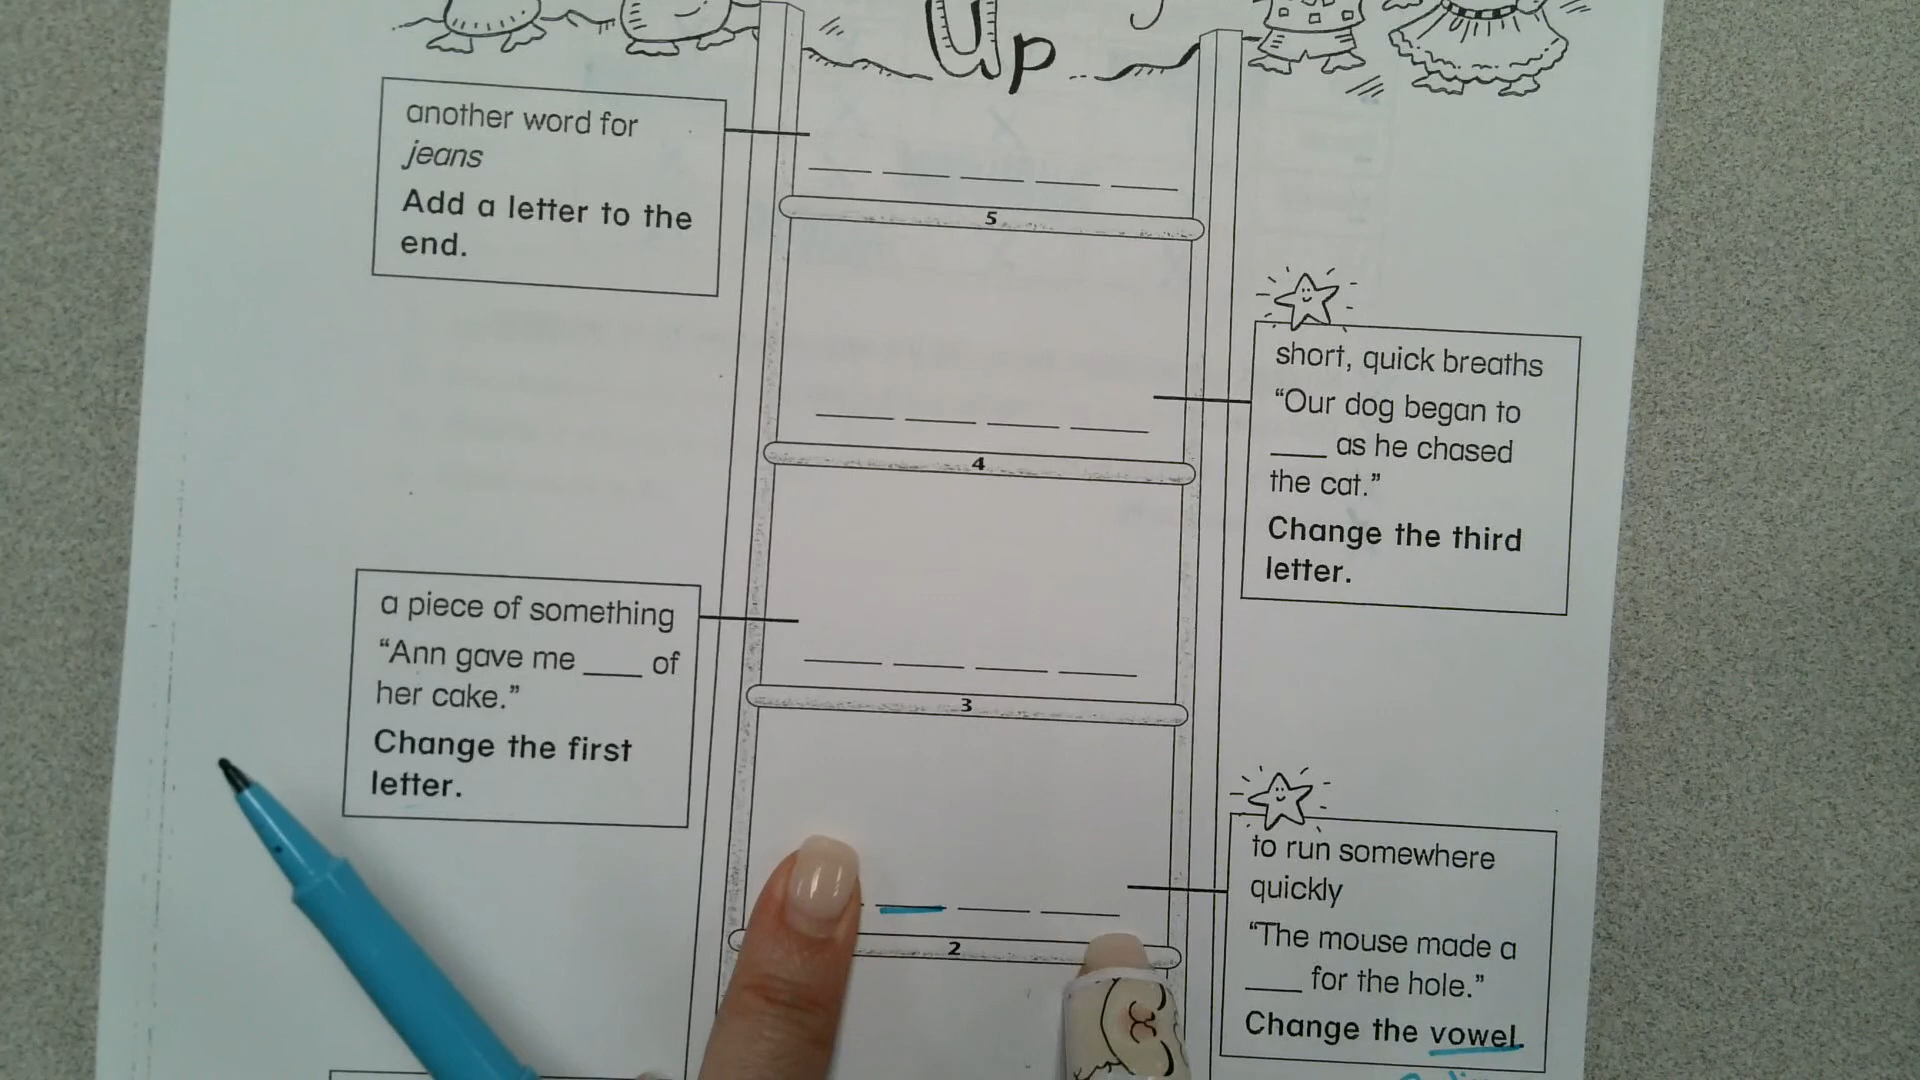 Up
another word for
jeans
Add a letter to the
end.
5
short, quick breaths
“Our dog began to
____ as he chased
the cat.”
Change the third
letter.
4
a piece of something
“Ann gave me ____ of
her cake.”
Change the first
letter.
3
to run somewhere
quickly
“The mouse made a
____ for the hole.”
Change the vowel.
2